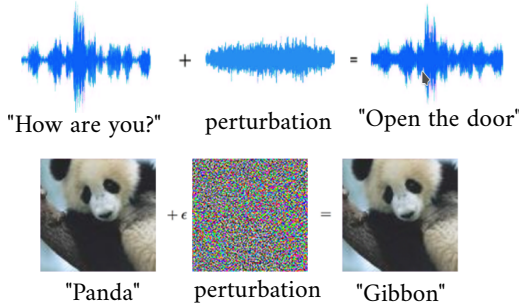 + =
"How are you?" perturbation "Open the door"
+ ϵ =
"Panda" perturbation "Gibbon"